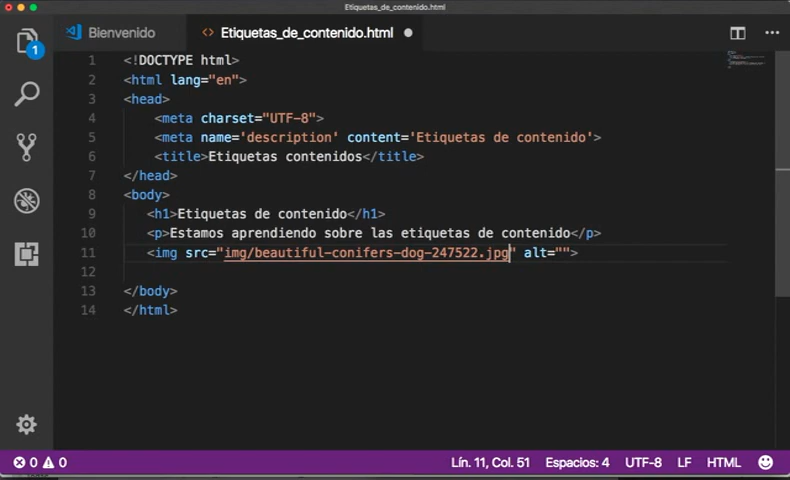 Etiquetas_de_contenido.html
Bienvenido
<> Etiquetas_de_contenido.html
1
1 <!DOCTYPE html>
2 <html lang="en">
3 <head>
4 <meta charset="UTF-8">
5 <meta name='description' content='Etiquetas de contenido'>
6 <title>Etiquetas contenidos</title>
7 </head>
8 <body>
9 <h1>Etiquetas de contenido</h1>
10 <p>Estamos aprendiendo sobre las etiquetas de contenido</p>
11 <img src="img/beautiful-conifers-dog-247522.jpg" alt="">
12
13 </body>
14 </html>
0 0 Lín. 11, Col. 51 Espacios: 4 UTF-8 LF HTML